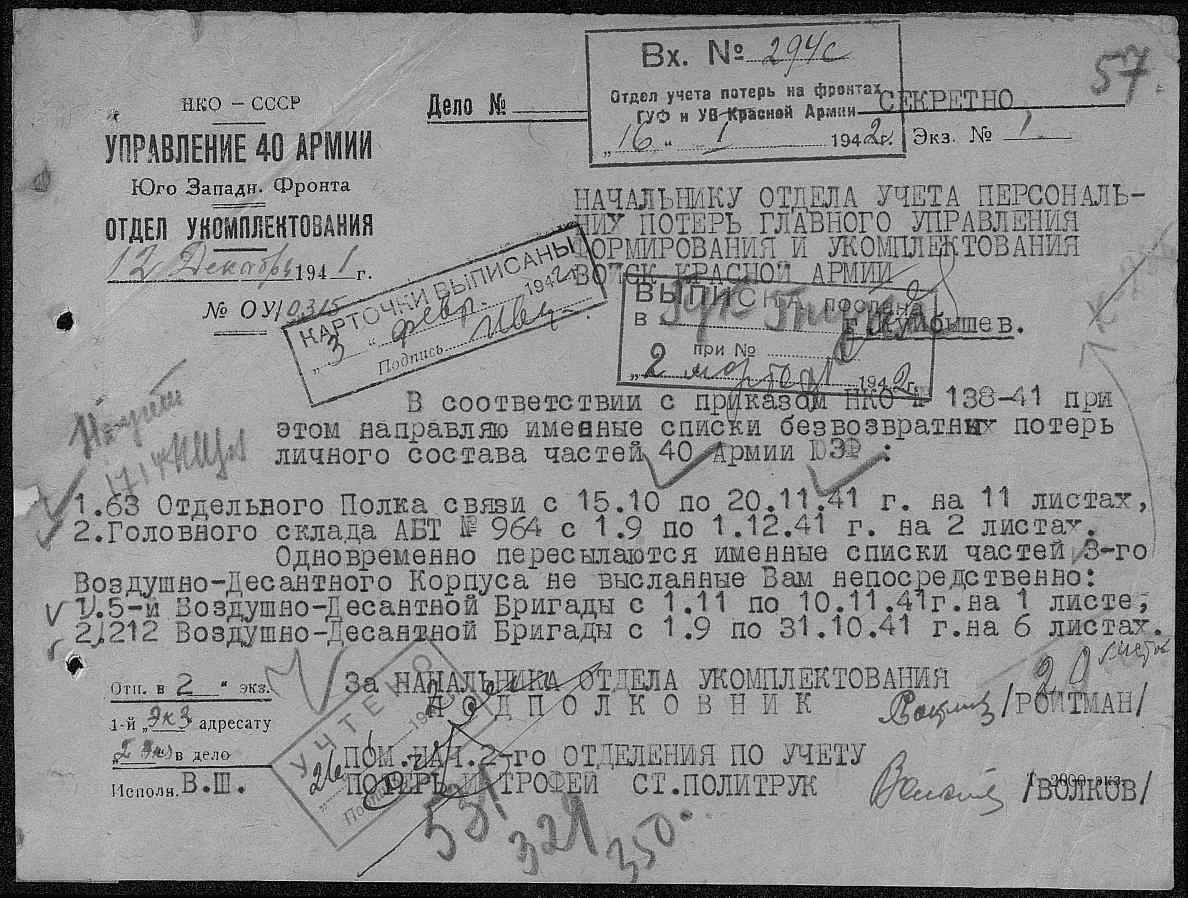 57.
Вх. № 294с
Отдел учета потерь на фронтах
ГУФ и УВ Красной Армии
„16“ 1 1942г.
НКО — СССР
УПРАВЛЕНИЕ 40 АРМИИ
Юго Западн. Фронта
ОТДЕЛ УКОМПЛЕКТОВАНИЯ
12 Декабря 1941 г.
№ ОУ/0315
Дело №
СЕКРЕТНО
Экз. № 1.
НАЧАЛЬНИКУ ОТДЕЛА УЧЕТА ПЕРСОНАЛЬ-
НИХ ПОТЕРЬ ГЛАВНОГО УПРАВЛЕНИЯ
ФОРМИРОВАНИЯ И УКОМПЛЕКТОВАНИЯ
ВОЙСК КРАСНОЙ АРМИИ
г.Куйбышев.
КАРТОЧКИ ВЫПИСАНЫ
„3“ февр. 1942г.
Подпись
ВЫПИСКА послана
в
при №
„2 марта 1942г.
В соответствии с приказом НКО № 138-41 при
этом направляю именные списки безвозвратных потерь
личного состава частей 40 Армии ЮЗФ :
1.63 Отдельного Полка связи с 15.10 по 20.11.41 г. на 11 листах,
2.Головного склада АБТ № 964 с 1.9 по 1.12.41 г. на 2 листах.
Одновременно пересылаются именные списки частей 3-го
Воздушно-Десантного Корпуса не высланные Вам непосредственно:
1.5-й Воздушно-Десантной Бригады с 1.11 по 10.11.41г.на 1 листе;
2.212 Воздушно-Десантной Бригады с 1.9 по 31.10.41 г.на 6 листах.
20 листов
За НАЧАЛЬНИКА ОТДЕЛА УКОМПЛЕКТОВАНИЯ
ПОДПОЛКОВНИК /РОЙТМАН/
ПОМ.НАЧ.2-го ОТДЕЛЕНИЯ ПО УЧЕТУ
ПОТЕРЬ И ТРОФЕЙ СТ.ПОЛИТРУК /ВОЛКОВ/
Отп. в 2 " экз.
1-й „Экз адресату
„2 Экз в дело
Исполн. В.Ш.
УЧТЕНО
3000 экз.
531
321
350.